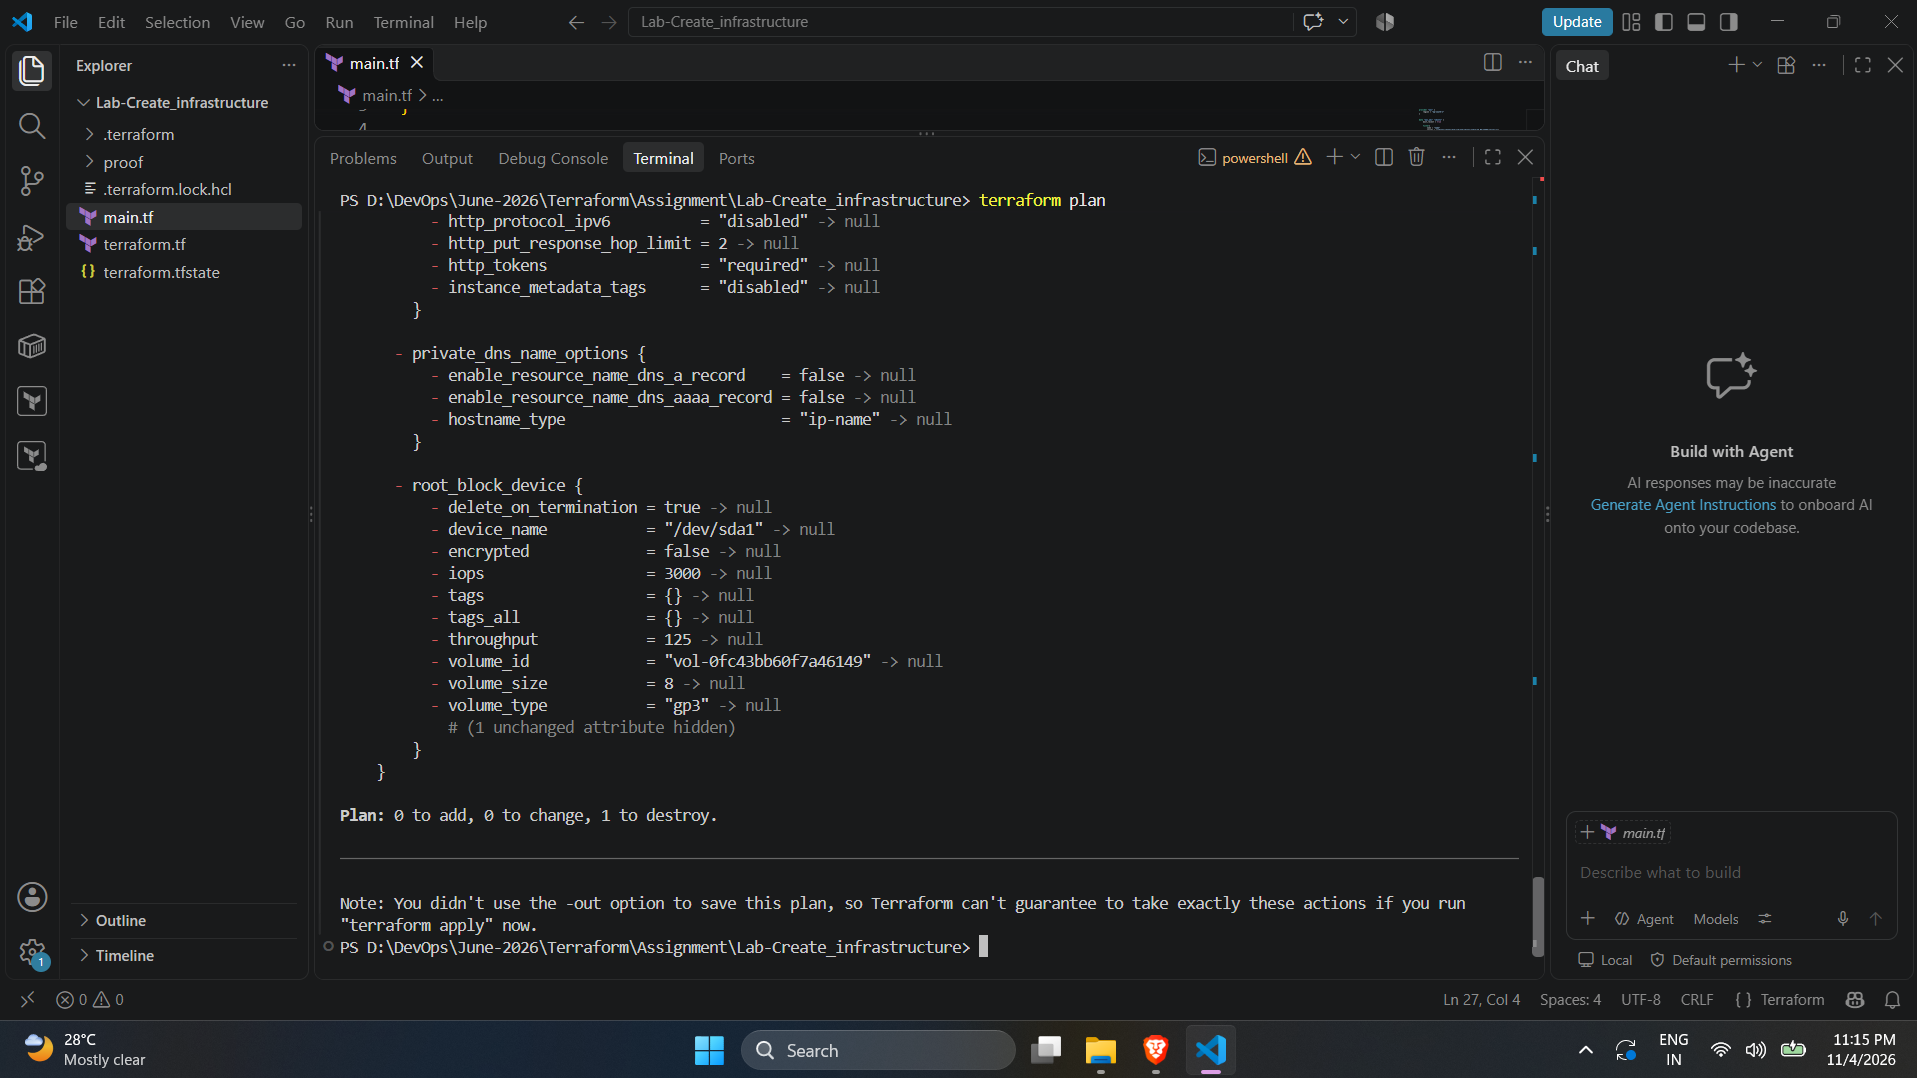 File Edit Selection View Go Run Terminal Help
Lab-Create_infrastructure
Update
Explorer
Lab-Create_infrastructure
.terraform
proof
.terraform.lock.hcl
main.tf
terraform.tf
{} terraform.tfstate
Outline
Timeline
main.tf
main.tf > ...
}
4
Problems Output Debug Console Terminal Ports
powershell
PS D:\DevOps\June-2026\Terraform\Assignment\Lab-Create_infrastructure> terraform plan
- http_protocol_ipv6 = "disabled" -> null
- http_put_response_hop_limit = 2 -> null
- http_tokens = "required" -> null
- instance_metadata_tags = "disabled" -> null
}
- private_dns_name_options {
- enable_resource_name_dns_a_record = false -> null
- enable_resource_name_dns_aaaa_record = false -> null
- hostname_type = "ip-name" -> null
}
- root_block_device {
- delete_on_termination = true -> null
- device_name = "/dev/sda1" -> null
- encrypted = false -> null
- iops = 3000 -> null
- tags = {} -> null
- tags_all = {} -> null
- throughput = 125 -> null
- volume_id = "vol-0fc43bb60f7a46149" -> null
- volume_size = 8 -> null
- volume_type = "gp3" -> null
# (1 unchanged attribute hidden)
}
}
Plan: 0 to add, 0 to change, 1 to destroy.
Note: You didn't use the -out option to save this plan, so Terraform can't guarantee to take exactly these actions if you run
"terraform apply" now.
PS D:\DevOps\June-2026\Terraform\Assignment\Lab-Create_infrastructure>
Chat
Build with Agent
AI responses may be inaccurate
Generate Agent Instructions to onboard AI
onto your codebase.
main.tf
Describe what to build
Agent Models
Local Default permissions
1
0 0
Ln 27, Col 4 Spaces: 4 UTF-8 CRLF {} Terraform
28°C
Mostly clear
Search
ENG
IN
11:15 PM
11/4/2026